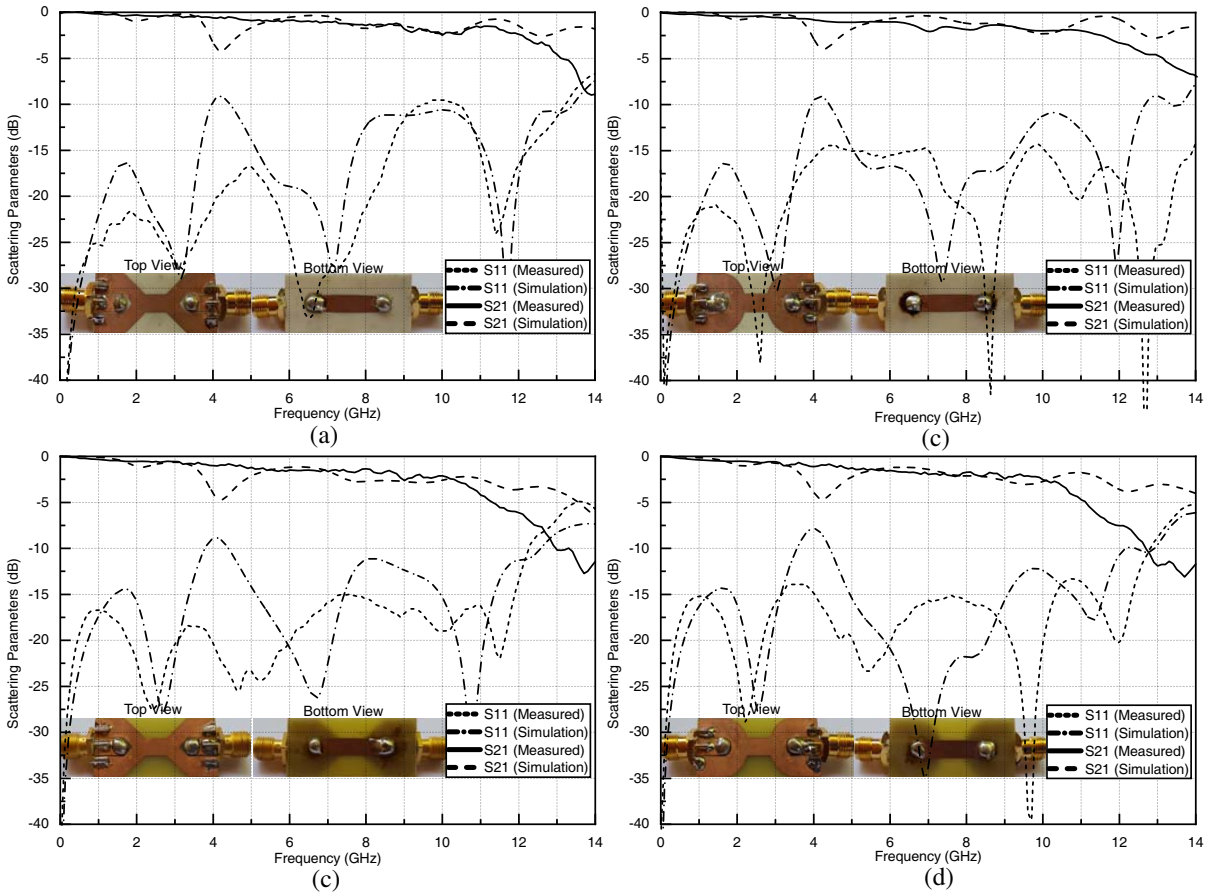 0
-5
-10
-15
-20
-25
-30
-35
-40
Scattering Parameters (dB)
Top View
Bottom View
S11 (Measured)
S11 (Simulation)
S21 (Measured)
S21 (Simulation)
0 2 4 6 8 10 12 14
Frequency (GHz)
(a)
0
-5
-10
-15
-20
-25
-30
-35
-40
Scattering Parameters (dB)
Top View
Bottom View
S11 (Measured)
S11 (Simulation)
S21 (Measured)
S21 (Simulation)
0 2 4 6 8 10 12 14
Frequency (GHz)
(c)
0
-5
-10
-15
-20
-25
-30
-35
-40
Scattering Parameters (dB)
Top View
Bottom View
S11 (Measured)
S11 (Simulation)
S21 (Measured)
S21 (Simulation)
0 2 4 6 8 10 12 14
Frequency (GHz)
(c)
0
-5
-10
-15
-20
-25
-30
-35
-40
Scattering Parameters (dB)
Top View
Bottom View
S11 (Measured)
S11 (Simulation)
S21 (Measured)
S21 (Simulation)
0 2 4 6 8 10 12 14
Frequency (GHz)
(d)